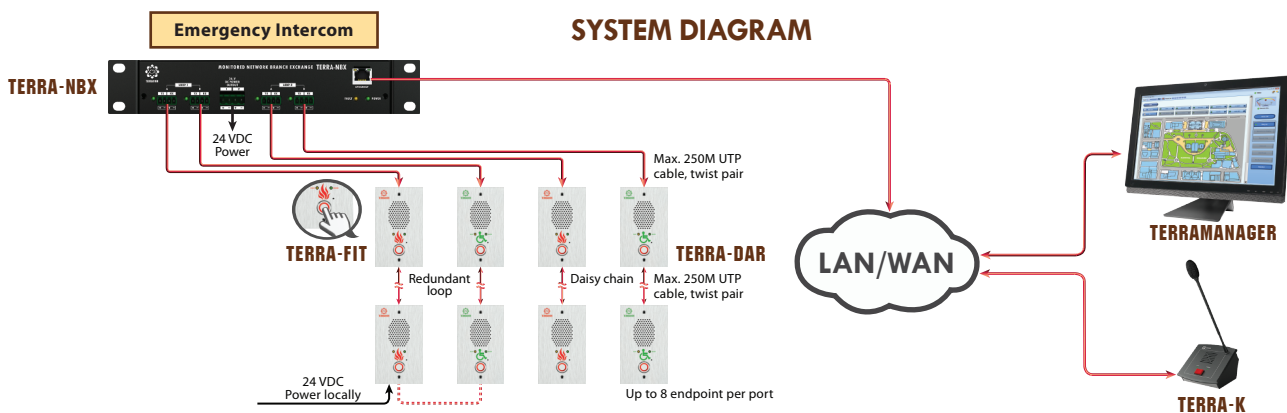 Emergency Intercom
SYSTEM DIAGRAM
MONITORED NETWORK BRANCH EXCHANGE TERRA-NBX
TERRA-NBX
24 VDC
Power
Max. 250M UTP
cable, twist pair
TERRA-FIT
TERRA-DAR
Redundant
loop
Daisy chain
Max. 250M UTP
cable, twist pair
24 VDC
Power locally
Up to 8 endpoint per port
LAN/WAN
TERRAMANAGER
TERRA-K